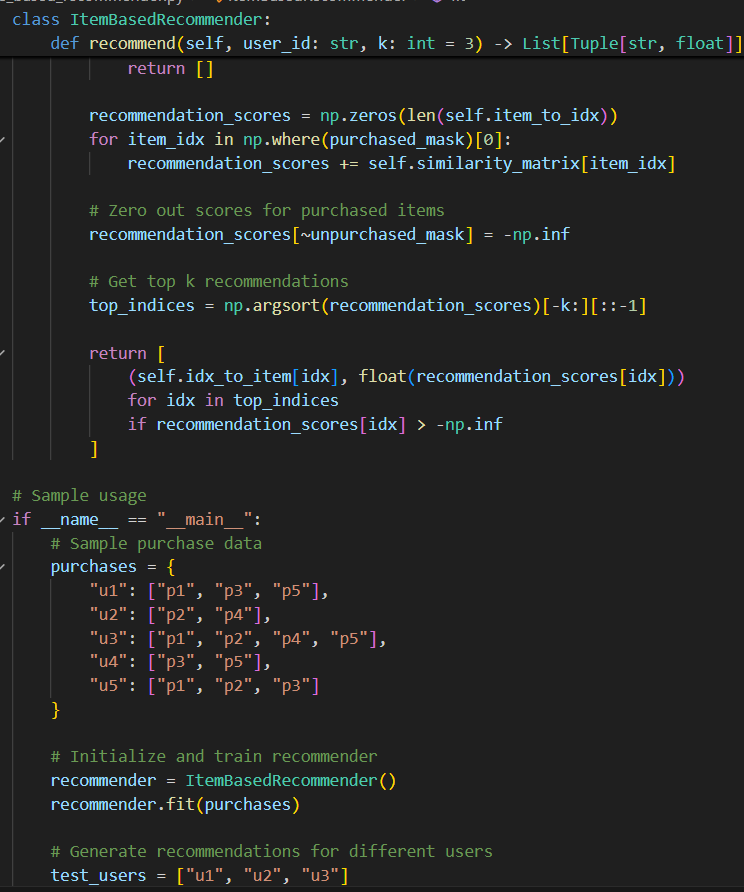 class ItemBasedRecommender:
    def recommend(self, user_id: str, k: int = 3) -> List[Tuple[str, float]]
            return []

        recommendation_scores = np.zeros(len(self.item_to_idx))
        for item_idx in np.where(purchased_mask)[0]:
            recommendation_scores += self.similarity_matrix[item_idx]

        # Zero out scores for purchased items
        recommendation_scores[~unpurchased_mask] = -np.inf

        # Get top k recommendations
        top_indices = np.argsort(recommendation_scores)[-k:][::-1]

        return [
            (self.idx_to_item[idx], float(recommendation_scores[idx]))
            for idx in top_indices
            if recommendation_scores[idx] > -np.inf
        ]

# Sample usage
if __name__ == "__main__":
    # Sample purchase data
    purchases = {
        "u1": ["p1", "p3", "p5"],
        "u2": ["p2", "p4"],
        "u3": ["p1", "p2", "p4", "p5"],
        "u4": ["p3", "p5"],
        "u5": ["p1", "p2", "p3"]
    }

    # Initialize and train recommender
    recommender = ItemBasedRecommender()
    recommender.fit(purchases)

    # Generate recommendations for different users
    test_users = ["u1", "u2", "u3"]